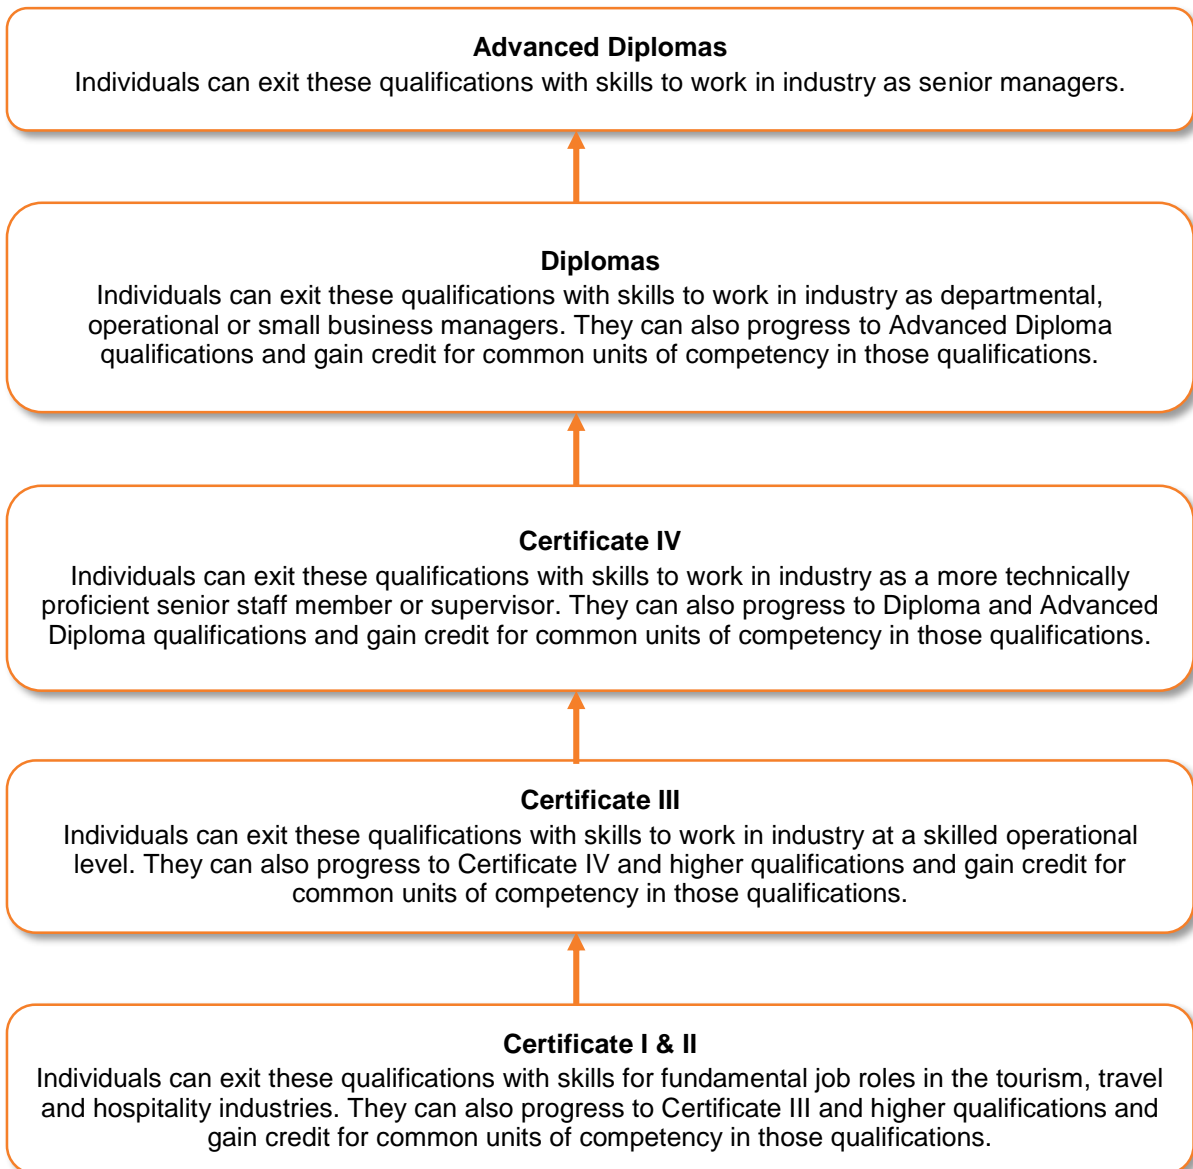 Advanced Diplomas
Individuals can exit these qualifications with skills to work in industry as senior managers.
Diplomas
Individuals can exit these qualifications with skills to work in industry as departmental,
operational or small business managers. They can also progress to Advanced Diploma
qualifications and gain credit for common units of competency in those qualifications.
Certificate IV
Individuals can exit these qualifications with skills to work in industry as a more technically
proficient senior staff member or supervisor. They can also progress to Diploma and Advanced
Diploma qualifications and gain credit for common units of competency in those qualifications.
Certificate III
Individuals can exit these qualifications with skills to work in industry at a skilled operational
level. They can also progress to Certificate IV and higher qualifications and gain credit for
common units of competency in those qualifications.
Certificate I & II
Individuals can exit these qualifications with skills for fundamental job roles in the tourism, travel
and hospitality industries. They can also progress to Certificate III and higher qualifications and
gain credit for common units of competency in those qualifications.